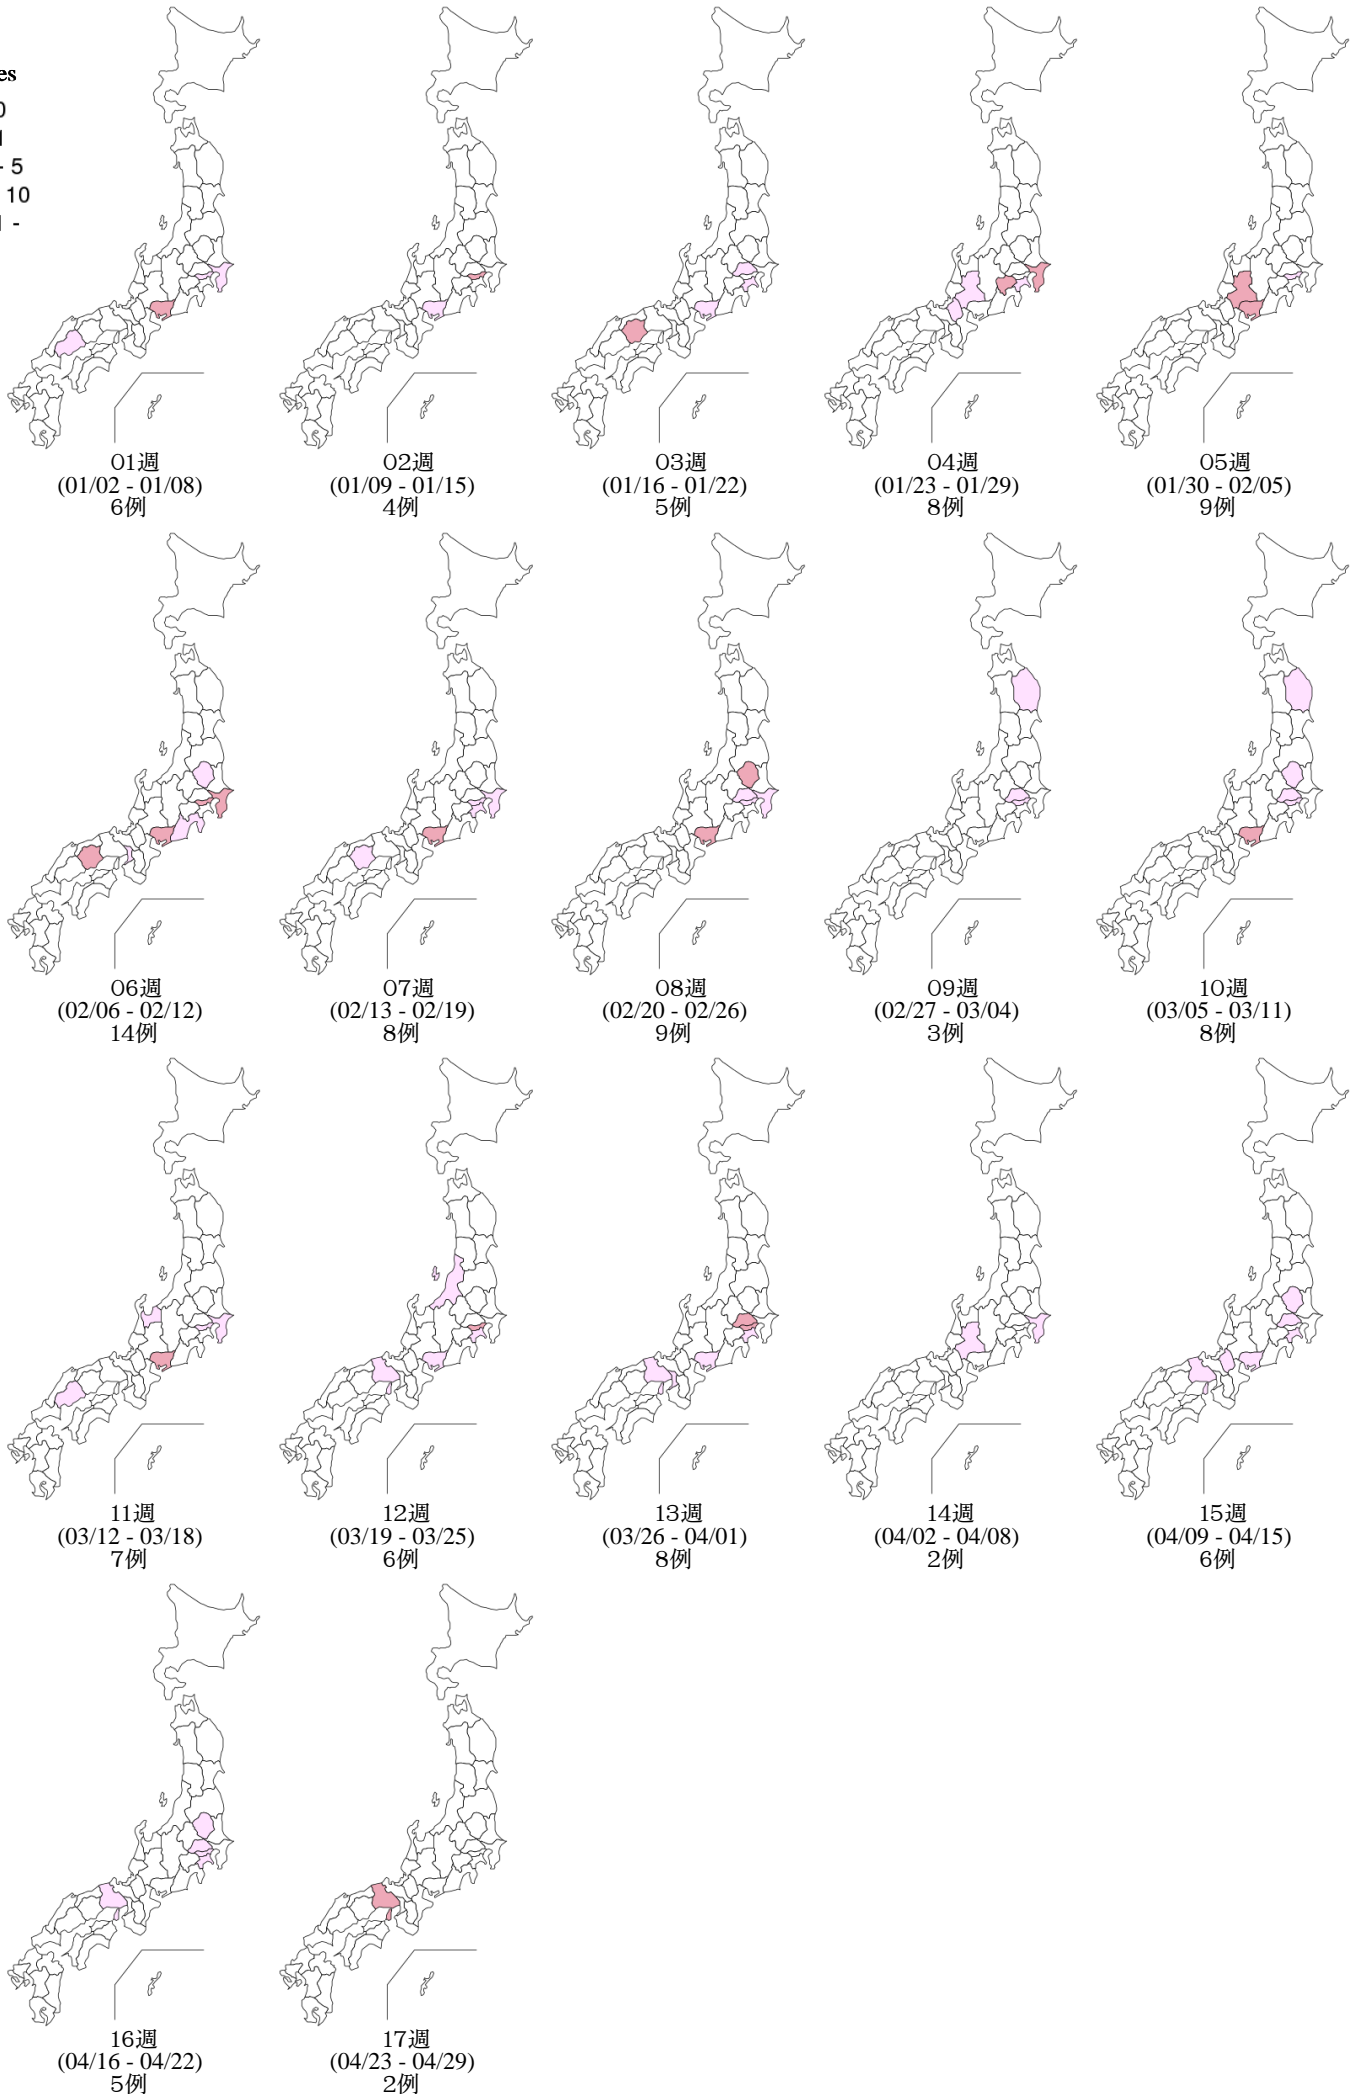 es
- 5
10
-
01週
(01/02 - 01/08)
6例
02週
(01/09 - 01/15)
4例
03週
(01/16 - 01/22)
5例
04週
(01/23 - 01/29)
8例
05週
(01/30 - 02/05)
9例
06週
(02/06 - 02/12)
14例
07週
(02/13 - 02/19)
8例
08週
(02/20 - 02/26)
9例
09週
(02/27 - 03/04)
3例
10週
(03/05 - 03/11)
8例
11週
(03/12 - 03/18)
7例
12週
(03/19 - 03/25)
6例
13週
(03/26 - 04/01)
8例
14週
(04/02 - 04/08)
2例
15週
(04/09 - 04/15)
6例
16週
(04/16 - 04/22)
5例
17週
(04/23 - 04/29)
2例